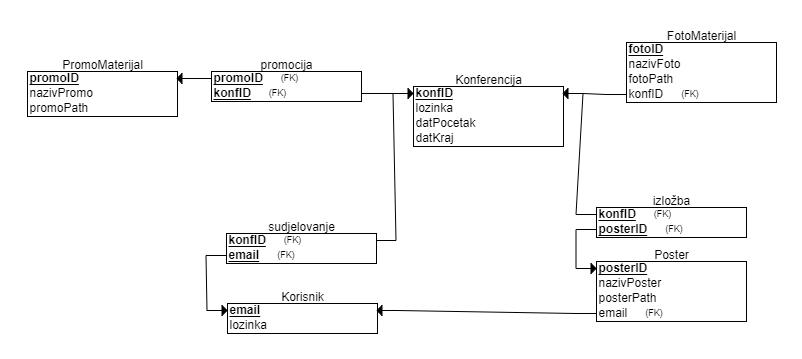 PromoMaterijal
promoID
nazivPromo
promoPath
promocija
promoID (FK)
konfID (FK)
Konferencija
konfID
lozinka
datPocetak
datKraj
FotoMaterijal
fotoID
nazivFoto
fotoPath
konfID (FK)
sudjelovanje
konfID (FK)
email (FK)
izložba
konfID (FK)
posterID (FK)
Korisnik
email
lozinka
Poster
posterID
nazivPoster
posterPath
email (FK)